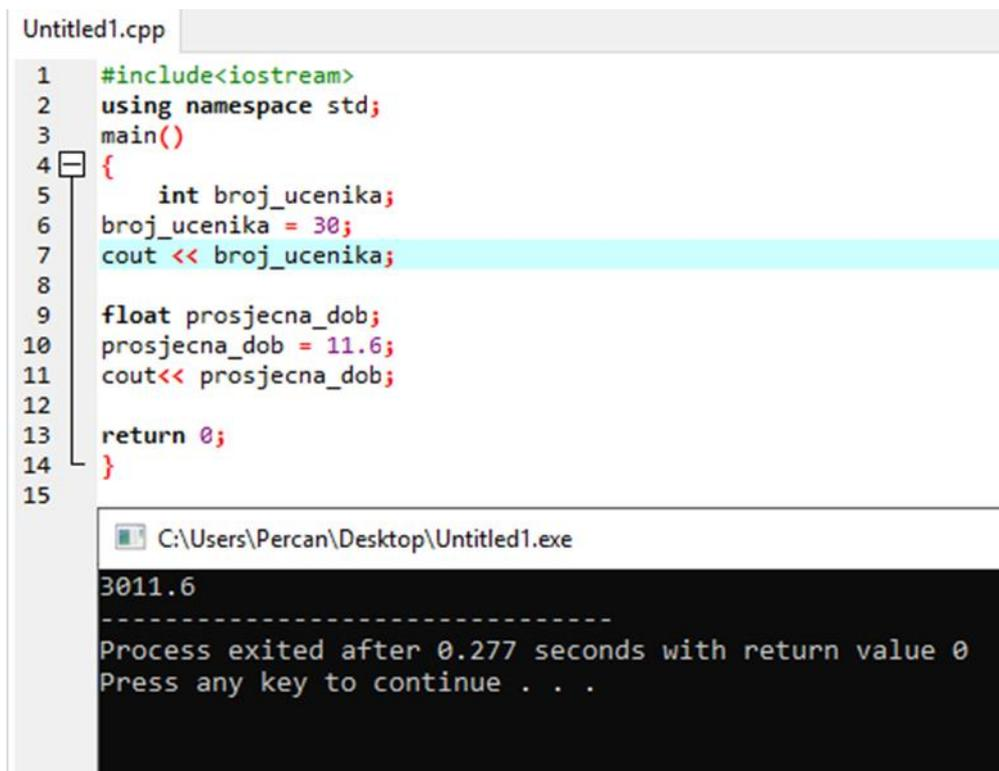 Untitled1.cpp
1 #include<iostream>
2 using namespace std;
3 main()
4 {
5 int broj_ucenika;
6 broj_ucenika = 30;
7 cout << broj_ucenika;
8
9 float prosjecna_dob;
10 prosjecna_dob = 11.6;
11 cout<< prosjecna_dob;
12
13 return 0;
14 }
15
C:\Users\Percan\Desktop\Untitled1.exe
3011.6
--------------------------------
Process exited after 0.277 seconds with return value 0
Press any key to continue . . .